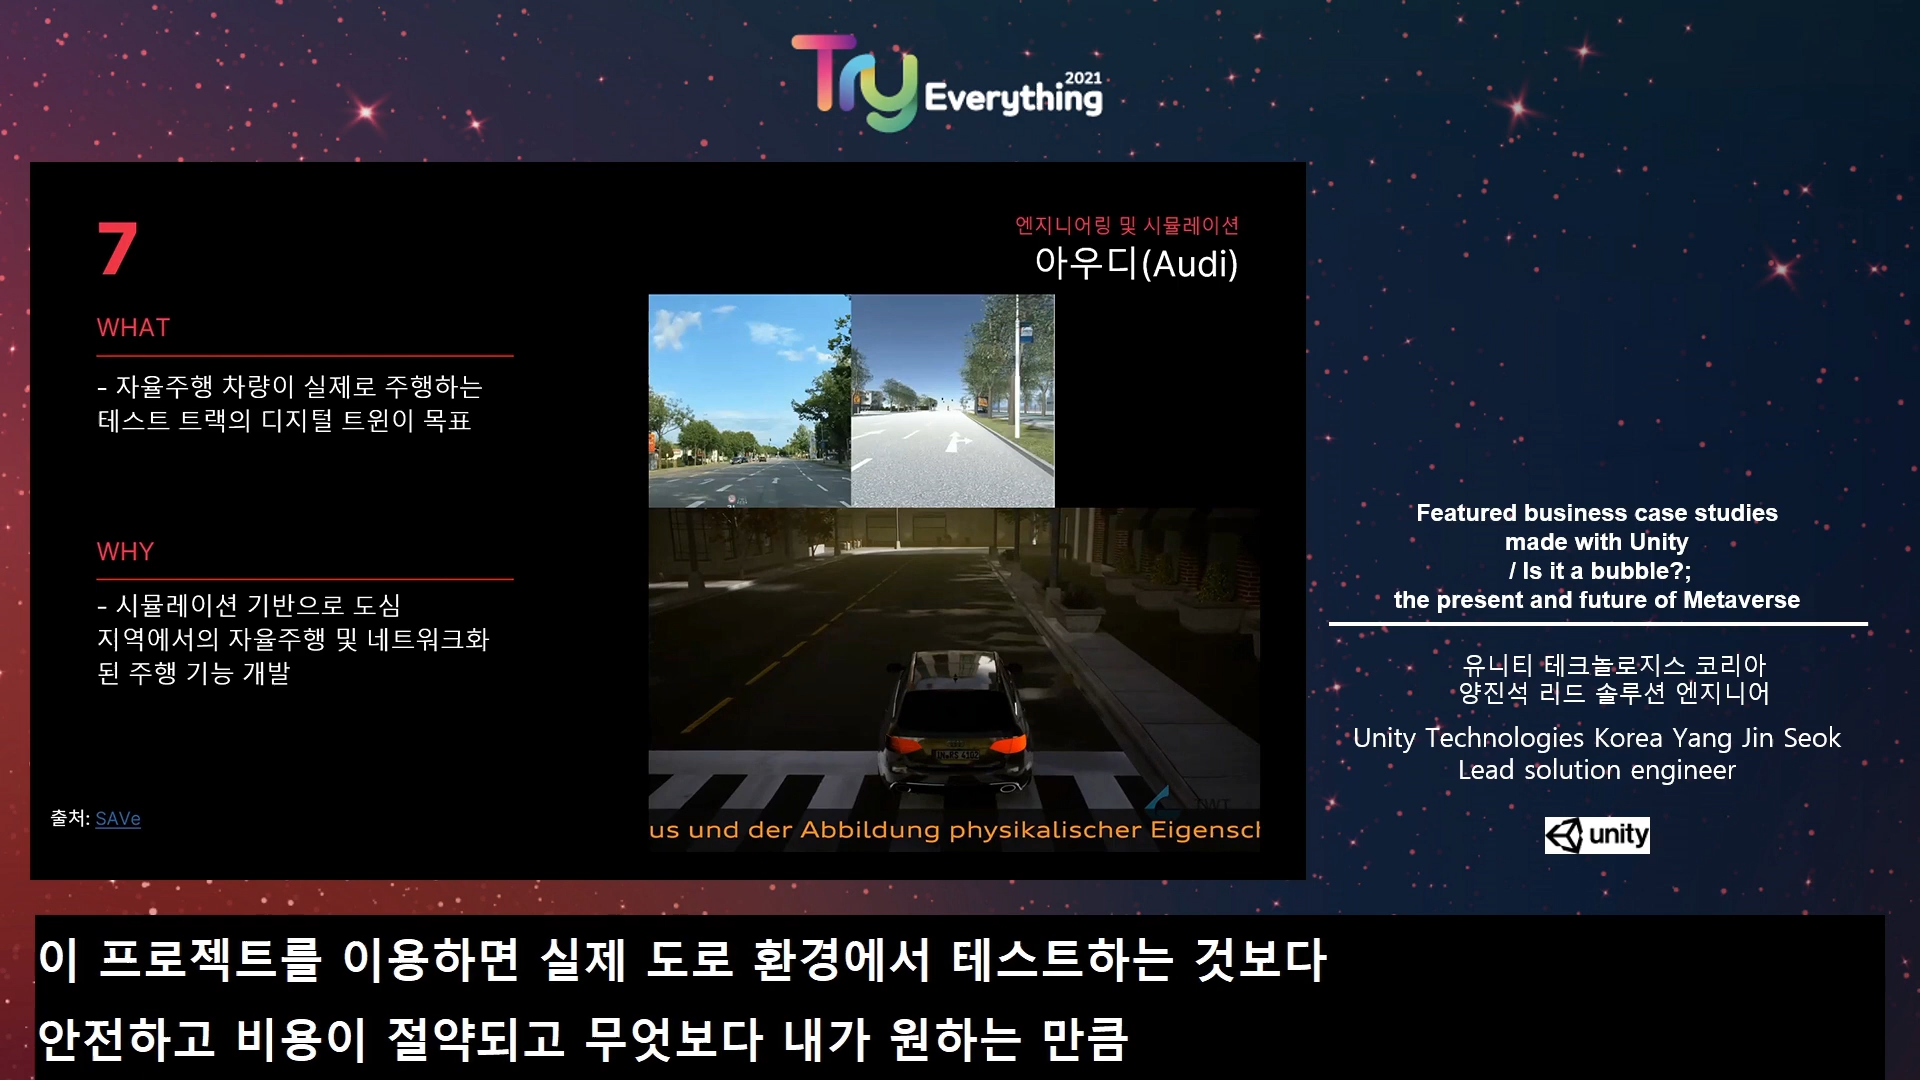 Try Everything 2021
7
엔지니어링 및 시뮬레이션
아우디(Audi)
WHAT
- 자율주행 차량이 실제로 주행하는
테스트 트랙의 디지털 트윈이 목표
WHY
- 시뮬레이션 기반으로 도심
지역에서의 자율주행 및 네트워크화
된 주행 기능 개발
출처: SAVe
TWT
us und der Abbildung physikalischer Eigensch
Featured business case studies
made with Unity
/ Is it a bubble?;
the present and future of Metaverse
유니티 테크놀로지스 코리아
양진석 리드 솔루션 엔지니어
Unity Technologies Korea Yang Jin Seok
Lead solution engineer
unity
이 프로젝트를 이용하면 실제 도로 환경에서 테스트하는 것보다
안전하고 비용이 절약되고 무엇보다 내가 원하는 만큼